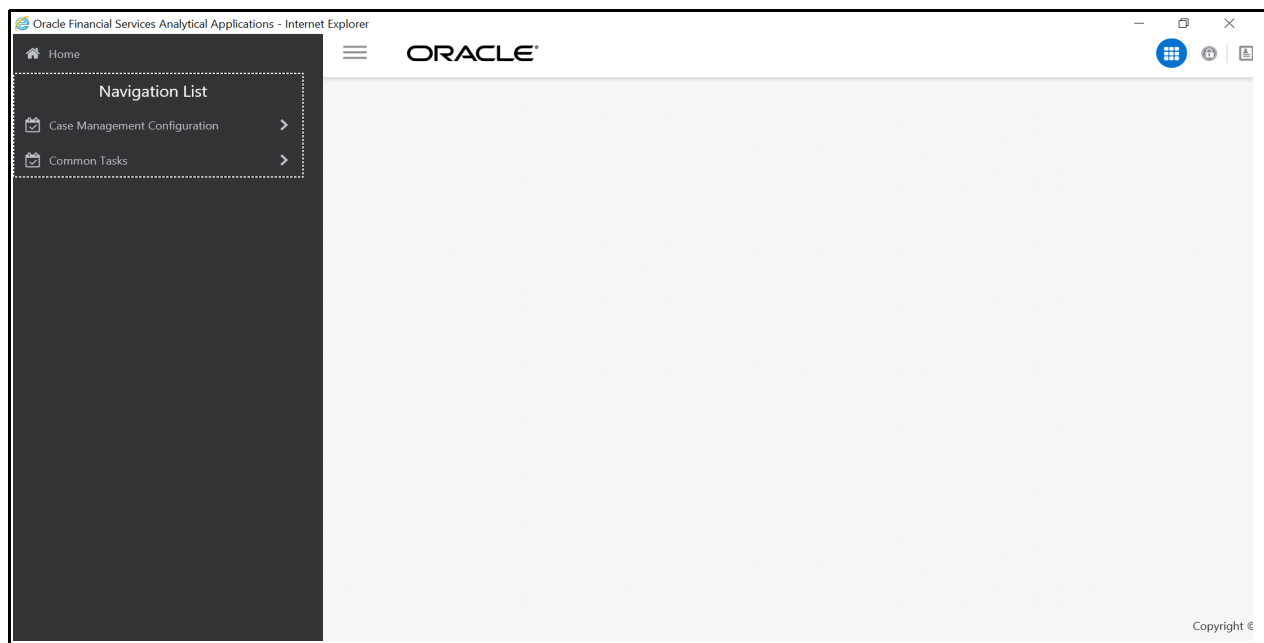 Oracle Financial Services Analytical Applications - Internet Explorer
Home
ORACLE®
Navigation List
Case Management Configuration
Common Tasks
Copyright ©